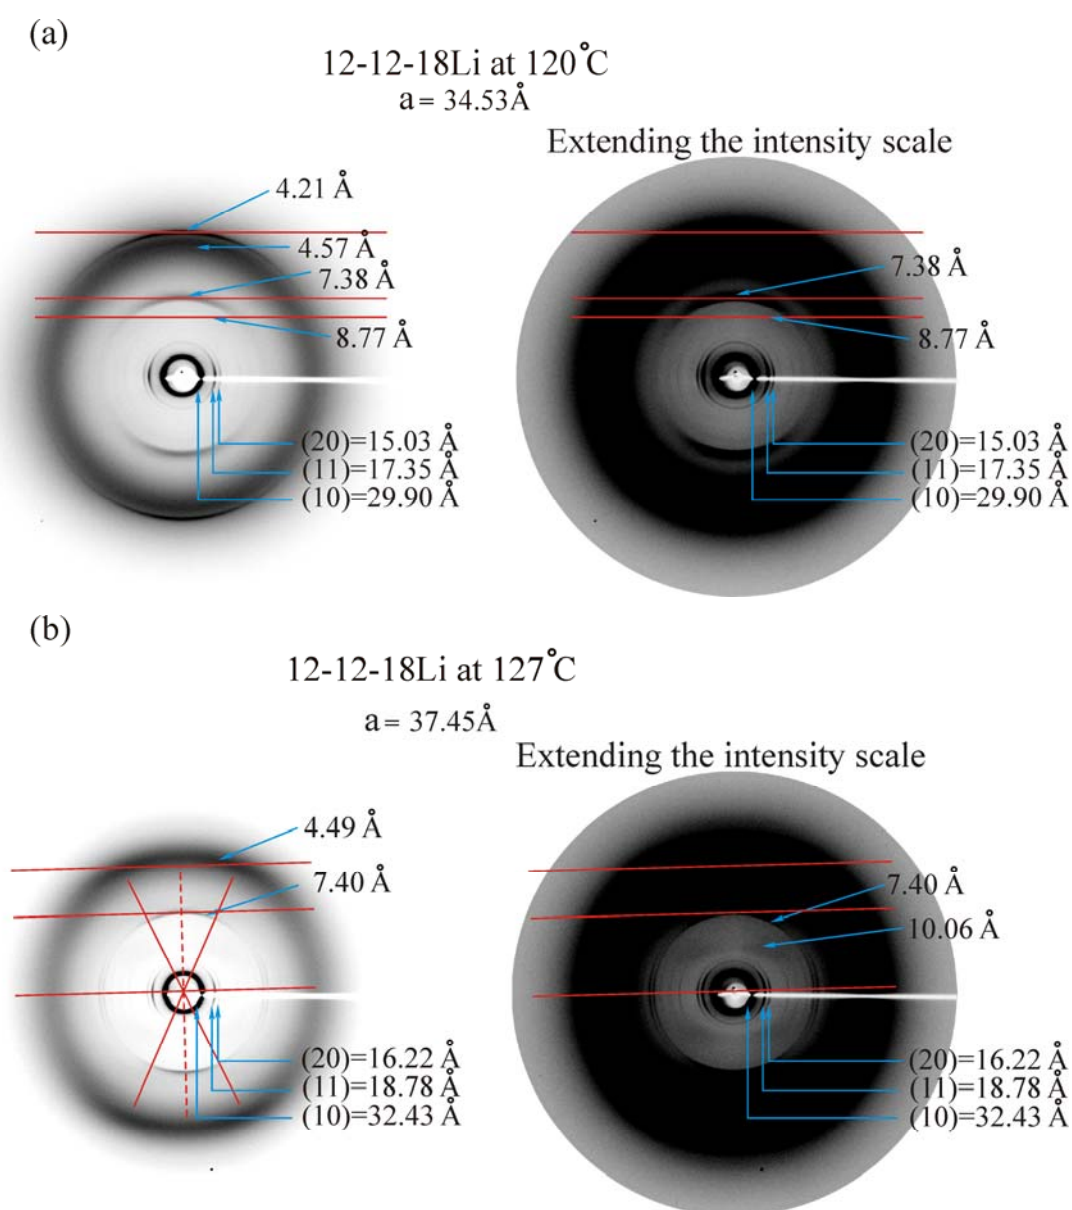 (a)
12-12-18Li at 120°C
a = 34.53Å
Extending the intensity scale
4.21 Å
4.57 Å
7.38 Å
8.77 Å
(20)=15.03 Å
(11)=17.35 Å
(10)=29.90 Å
7.38 Å
8.77 Å
(20)=15.03 Å
(11)=17.35 Å
(10)=29.90 Å
(b)
12-12-18Li at 127°C
a = 37.45Å
Extending the intensity scale
4.49 Å
7.40 Å
(20)=16.22 Å
(11)=18.78 Å
(10)=32.43 Å
7.40 Å
10.06 Å
(20)=16.22 Å
(11)=18.78 Å
(10)=32.43 Å